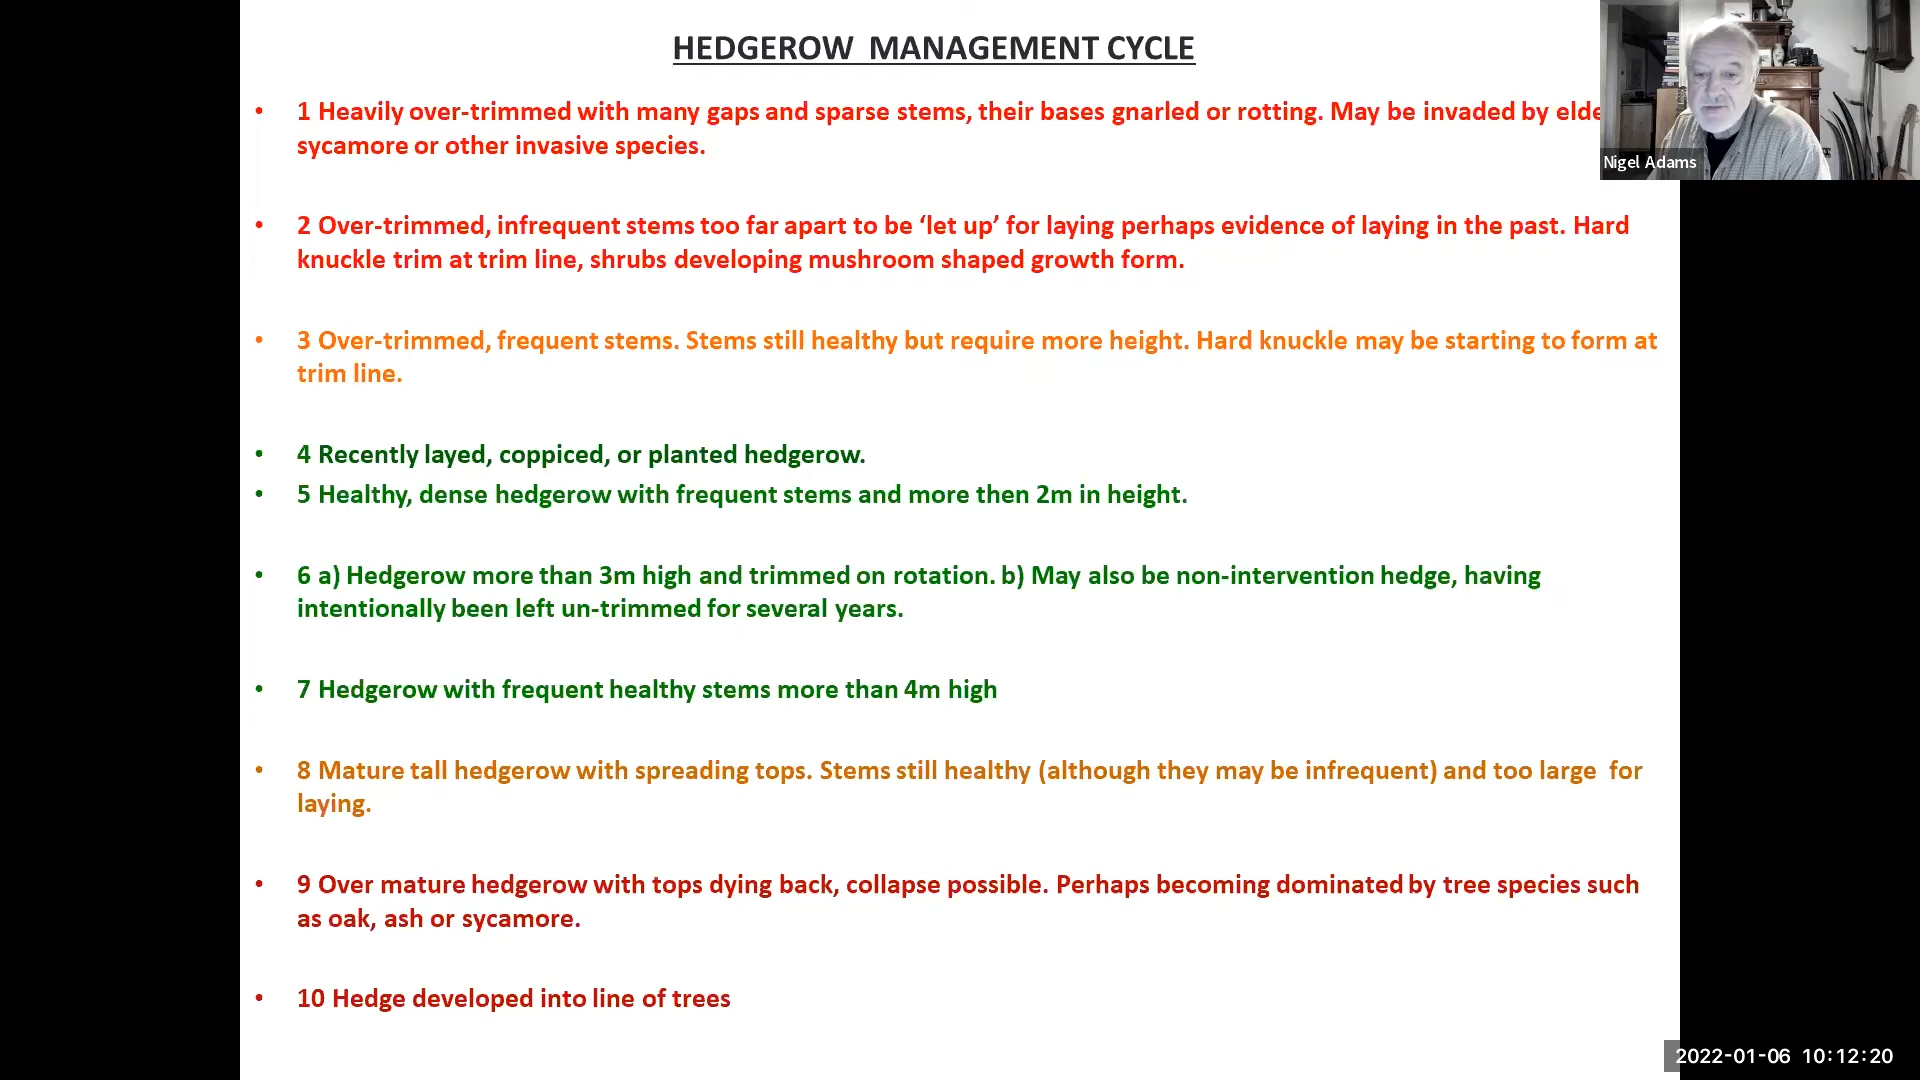 HEDGEROW MANAGEMENT CYCLE
• 1 Heavily over-trimmed with many gaps and sparse stems, their bases gnarled or rotting. May be invaded by elde
sycamore or other invasive species.
• 2 Over-trimmed, infrequent stems too far apart to be ‘let up’ for laying perhaps evidence of laying in the past. Hard
knuckle trim at trim line, shrubs developing mushroom shaped growth form.
• 3 Over-trimmed, frequent stems. Stems still healthy but require more height. Hard knuckle may be starting to form at
trim line.
• 4 Recently layed, coppiced, or planted hedgerow.
• 5 Healthy, dense hedgerow with frequent stems and more then 2m in height.
• 6 a) Hedgerow more than 3m high and trimmed on rotation. b) May also be non-intervention hedge, having
intentionally been left un-trimmed for several years.
• 7 Hedgerow with frequent healthy stems more than 4m high
• 8 Mature tall hedgerow with spreading tops. Stems still healthy (although they may be infrequent) and too large for
laying.
• 9 Over mature hedgerow with tops dying back, collapse possible. Perhaps becoming dominated by tree species such
as oak, ash or sycamore.
• 10 Hedge developed into line of trees
Nigel Adams
2022-01-06 10:12:20